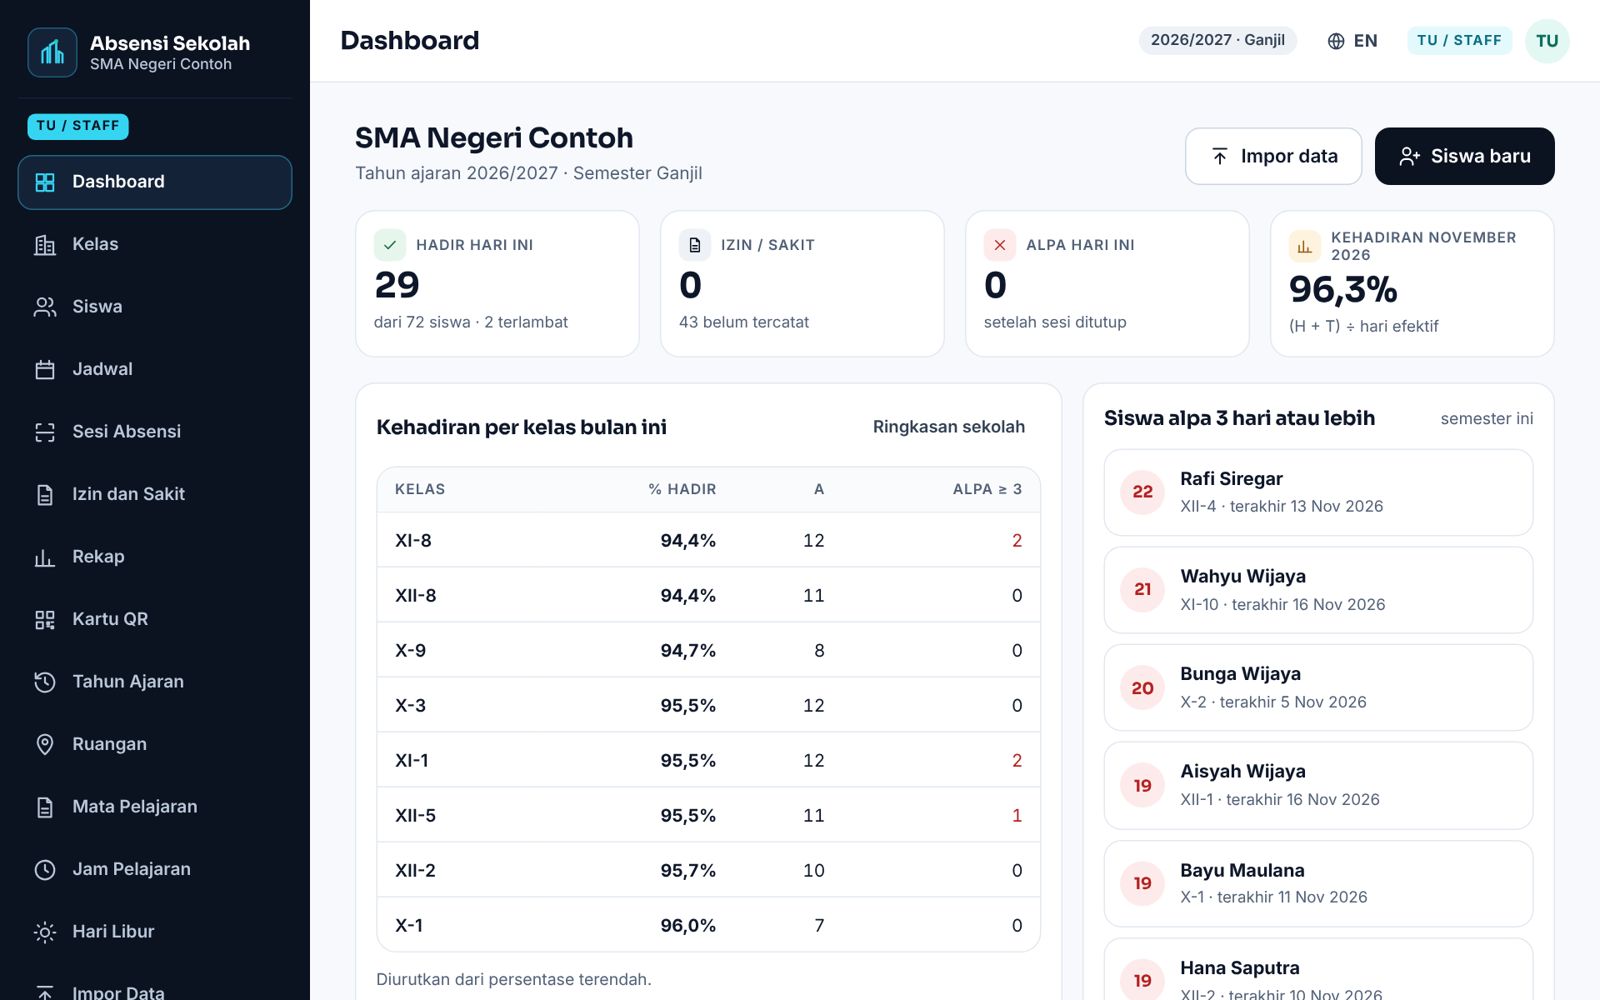 Absensi Sekolah
SMA Negeri Contoh
TU / STAFF
Dashboard
Kelas
Siswa
Jadwal
Sesi Absensi
Izin dan Sakit
Rekap
Kartu QR
Tahun Ajaran
Ruangan
Mata Pelajaran
Jam Pelajaran
Hari Libur
Impor Data
Dashboard
2026/2027 · Ganjil
EN
TU / STAFF
TU
SMA Negeri Contoh
Tahun ajaran 2026/2027 · Semester Ganjil
Impor data
Siswa baru
HADIR HARI INI
29
dari 72 siswa · 2 terlambat
IZIN / SAKIT
0
43 belum tercatat
ALPA HARI INI
0
setelah sesi ditutup
KEHADIRAN NOVEMBER
2026
96,3%
(H + T) ÷ hari efektif
Kehadiran per kelas bulan ini
Ringkasan sekolah
KELAS % HADIR A ALPA ≥ 3
XI-8 94,4% 12 2
XII-8 94,4% 11 0
X-9 94,7% 8 0
X-3 95,5% 12 0
XI-1 95,5% 12 2
XII-5 95,5% 11 1
XII-2 95,7% 10 0
X-1 96,0% 7 0
Diurutkan dari persentase terendah.
Siswa alpa 3 hari atau lebih
semester ini
22
Rafi Siregar
XII-4 · terakhir 13 Nov 2026
21
Wahyu Wijaya
XI-10 · terakhir 16 Nov 2026
20
Bunga Wijaya
X-2 · terakhir 5 Nov 2026
19
Aisyah Wijaya
XII-1 · terakhir 16 Nov 2026
19
Bayu Maulana
X-1 · terakhir 11 Nov 2026
19
Hana Saputra
XII-2 · terakhir 10 Nov 2026